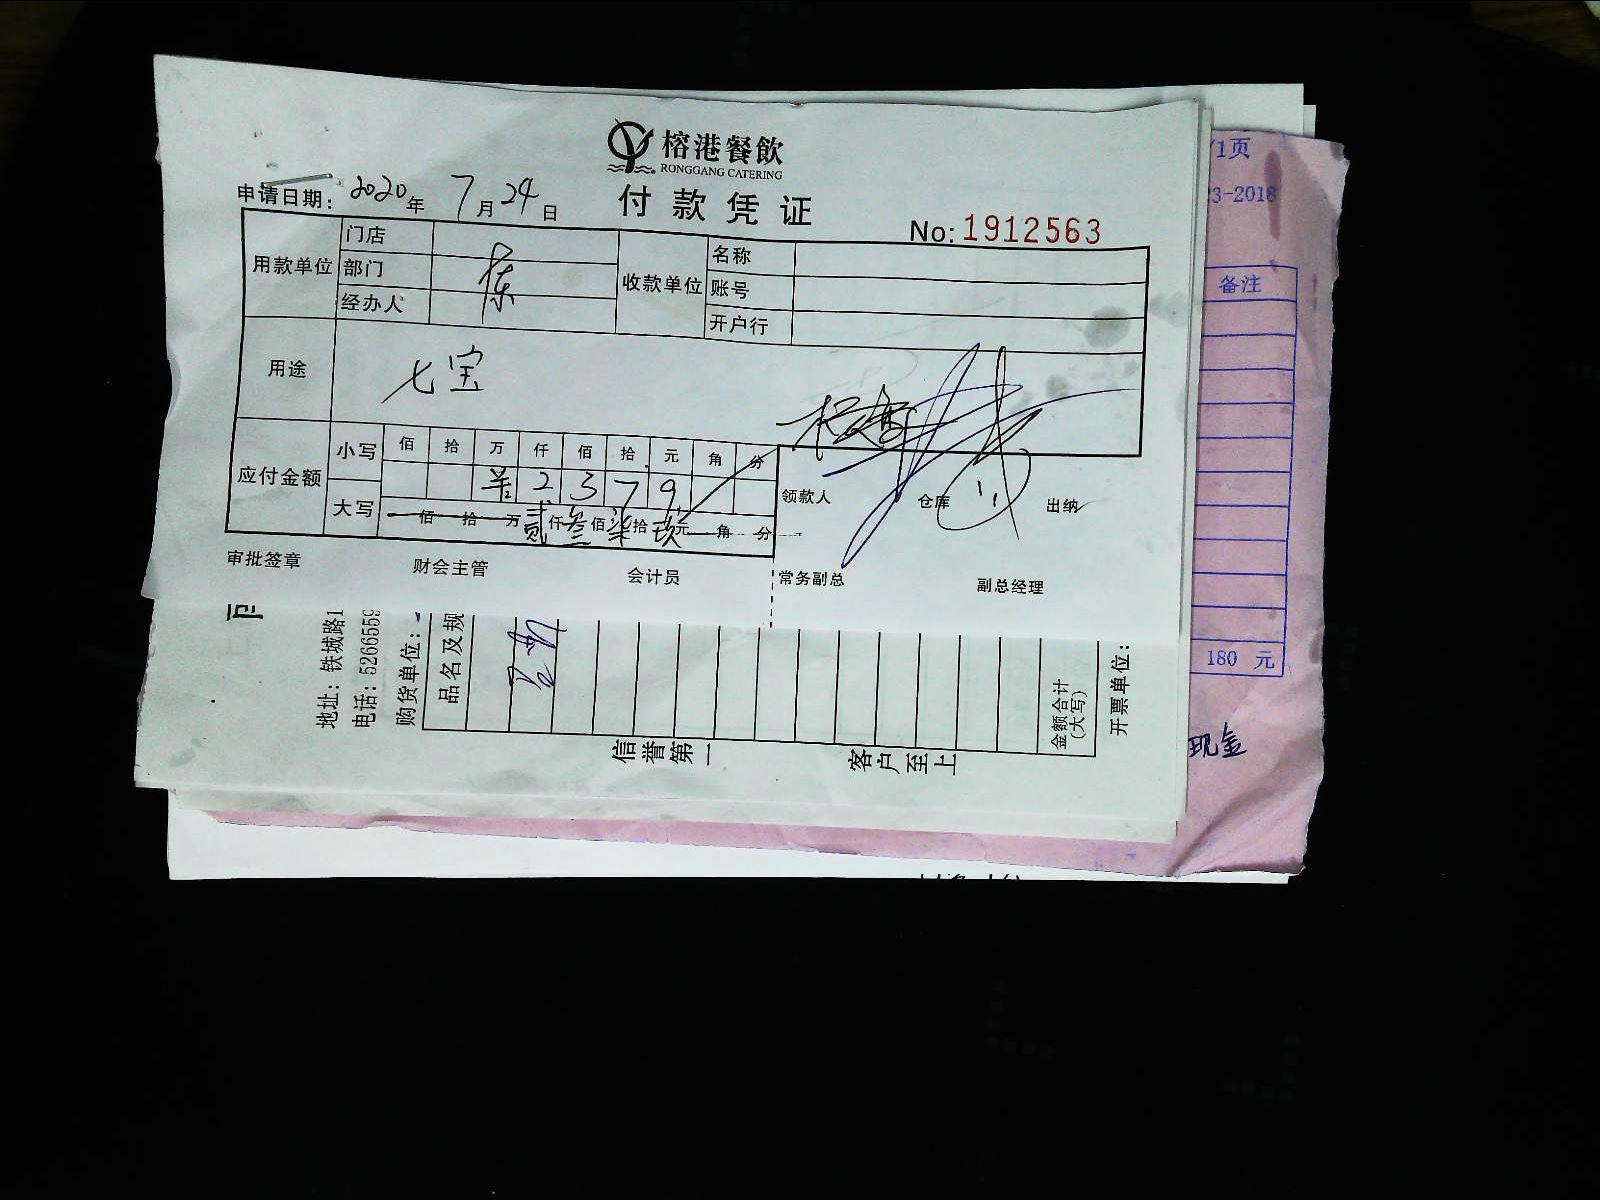 榕港餐飲
RONGGANG CATERING
付款凭证
申请日期: 2020年 7月 24日
No:1912563
用款单位 门店 收款单位 名称
部门 陈 账号
经办人 开户行
用途 七宝
应付金额 小写 佰 拾 万 仟 佰 拾 元 角 分
2 3 7 9
大写 佰 拾 万 贰仟 叁佰 柒拾 玖元 角 分
领款人 仓库 出纳
审批签章 财会主管 会计员 常务副总 副总经理
地址: 铁城路1
电话: 5266559
购货单位:
品名及规
金额合计
(大写)
开票单位:
信誉第一 客户至上
/1页
3-2018
备注
180 元
现金